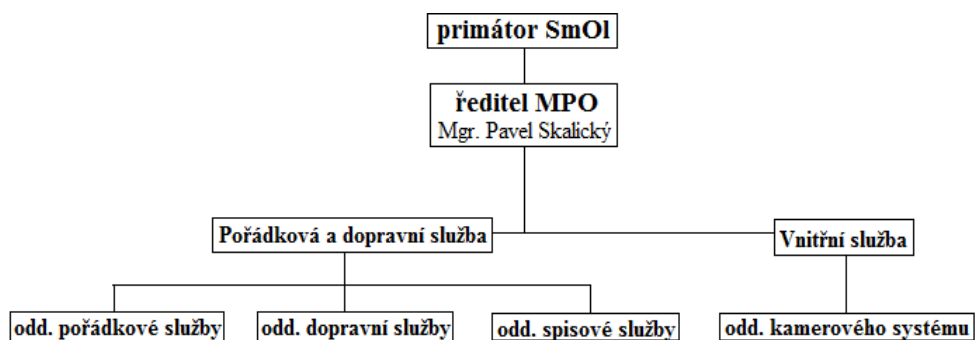 primátor SmOl
ředitel MPO
Mgr. Pavel Skalický
Pořádková a dopravní služba
Vnitřní služba
odd. pořádkové služby
odd. dopravní služby
odd. spisové služby
odd. kamerového systému